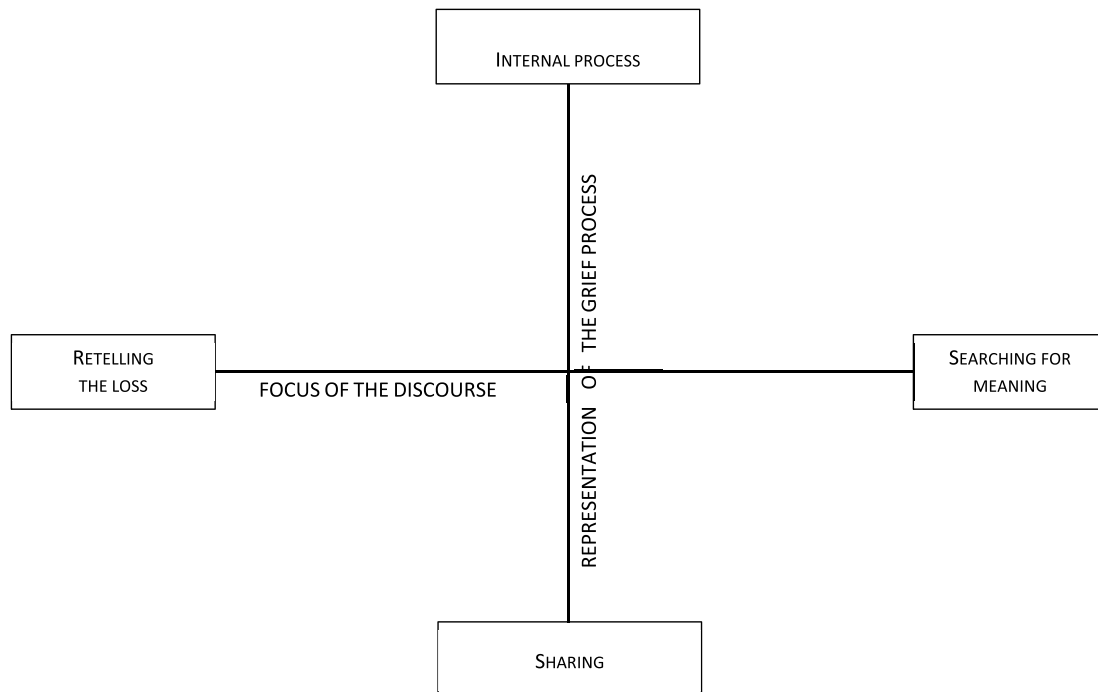 INTERNAL PROCESS
REPRESENTATION OF THE GRIEF PROCESS
RETELLING
THE LOSS
FOCUS OF THE DISCOURSE
SEARCHING FOR
MEANING
SHARING